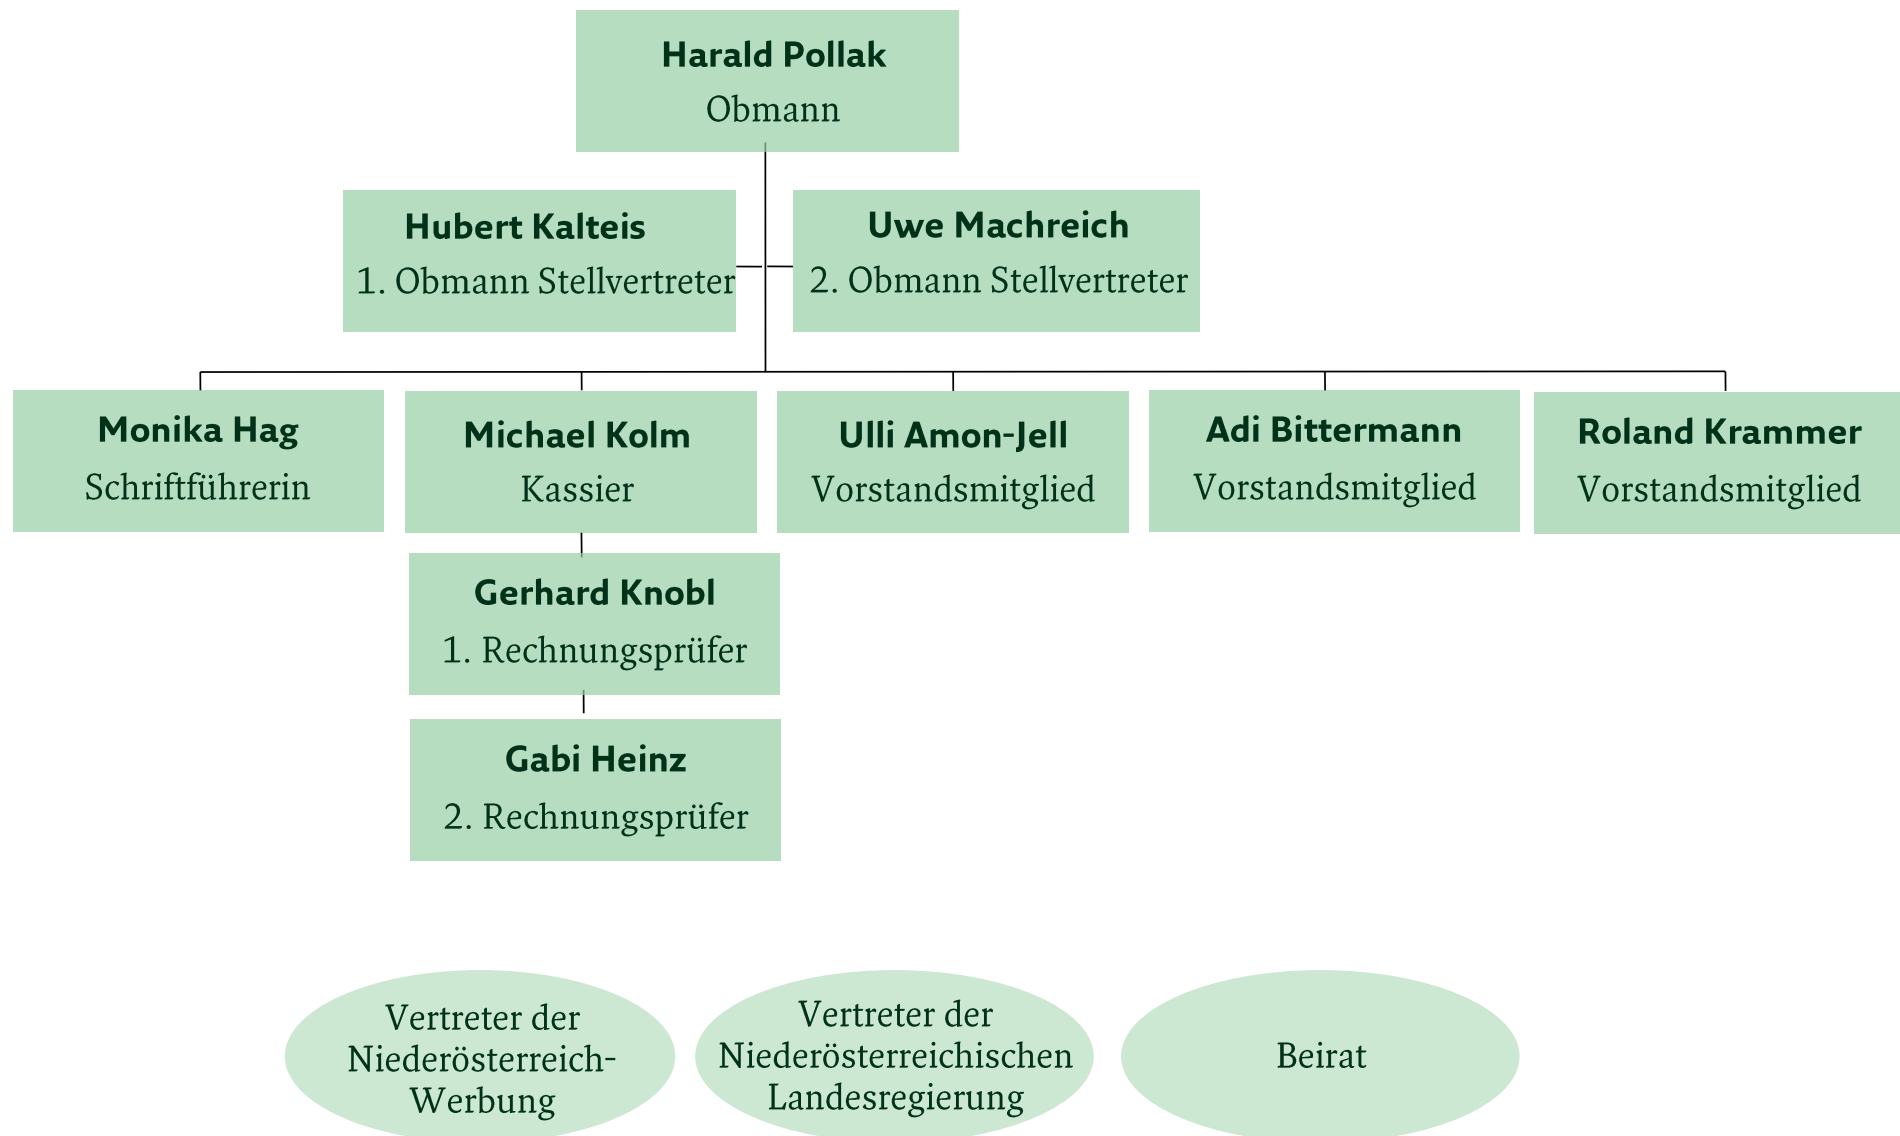 Harald Pollak
Obmann
Hubert Kalteis
1. Obmann Stellvertreter
Uwe Machreich
2. Obmann Stellvertreter
Monika Hag
Schriftführerin
Michael Kolm
Kassier
Ulli Amon-Jell
Vorstandsmitglied
Adi Bittermann
Vorstandsmitglied
Roland Krammer
Vorstandsmitglied
Gerhard Knobl
1. Rechnungsprüfer
Gabi Heinz
2. Rechnungsprüfer
Vertreter der
Niederösterreich-
Werbung
Vertreter der
Niederösterreichischen
Landesregierung
Beirat